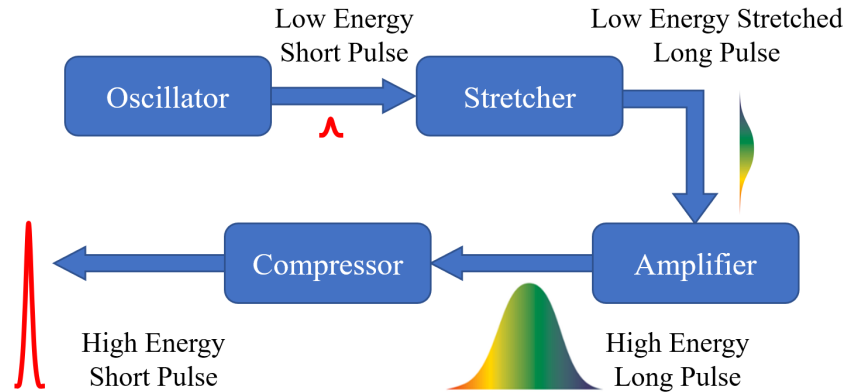 Low Energy
Short Pulse
Low Energy Stretched
Long Pulse
Oscillator
Stretcher
Compressor
Amplifier
High Energy
Short Pulse
High Energy
Long Pulse